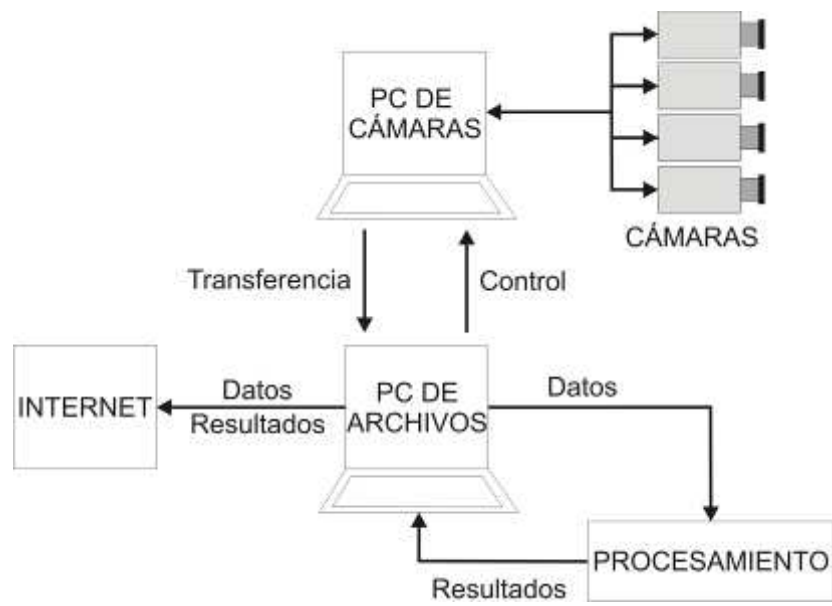 PC DE
CÁMARAS
CÁMARAS
Transferencia
Control
INTERNET
Datos
Resultados
PC DE
ARCHIVOS
Datos
PROCESAMIENTO
Resultados